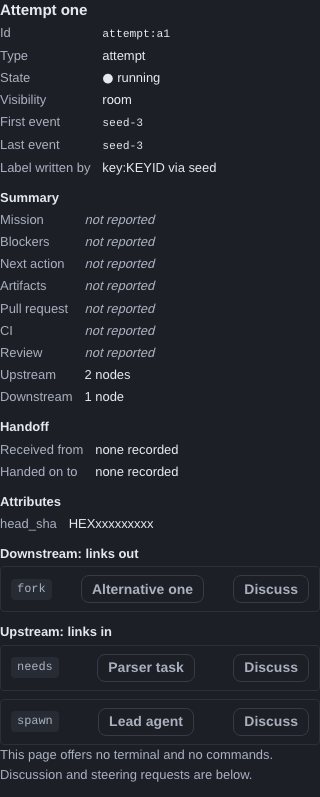 Attempt one
Id attempt:a1
Type attempt
State running
Visibility room
First event seed-3
Last event seed-3
Label written by key:KEYID via seed
Summary
Mission not reported
Blockers not reported
Next action not reported
Artifacts not reported
Pull request not reported
CI not reported
Review not reported
Upstream 2 nodes
Downstream 1 node
Handoff
Received from none recorded
Handed on to none recorded
Attributes
head_sha HEXxxxxxxxx
Downstream: links out
fork Alternative one Discuss
Upstream: links in
needs Parser task Discuss
spawn Lead agent Discuss
This page offers no terminal and no commands.
Discussion and steering requests are below.